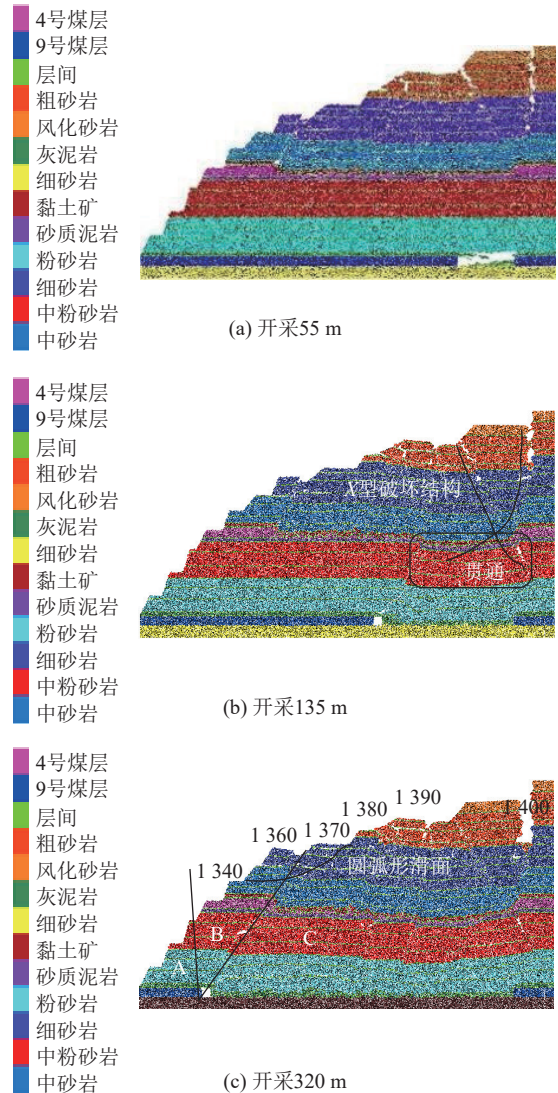 4号煤层
9号煤层
层间
粗砂岩
风化砂岩
灰泥岩
细砂岩
黏土矿
砂质泥岩
粉砂岩
细砂岩
中粉砂岩
中砂岩
(a) 开采55 m
4号煤层
9号煤层
层间
粗砂岩
风化砂岩
灰泥岩
细砂岩
黏土矿
砂质泥岩
粉砂岩
细砂岩
中粉砂岩
中砂岩
X型破坏结构
贯通
(b) 开采135 m
4号煤层
9号煤层
层间
粗砂岩
风化砂岩
灰泥岩
细砂岩
黏土矿
砂质泥岩
粉砂岩
细砂岩
中粉砂岩
中砂岩
1 340
1 360
1 370
1 380
1 390
1 400
圆弧形滑面
A
B
C
(c) 开采320 m